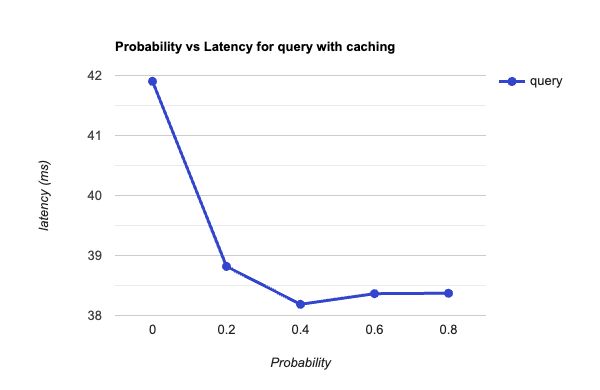 Probability vs Latency for query with caching
42
41
40
39
38
latency (ms)
0 0.2 0.4 0.6 0.8
Probability
query